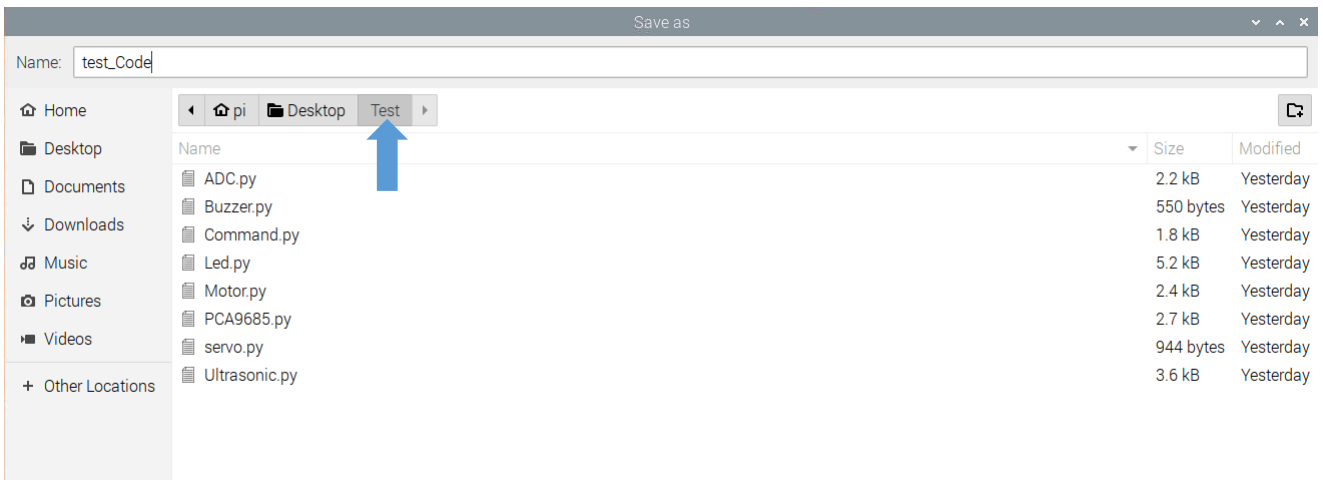 Save as
Name: test_Code
Home
Desktop
Documents
Downloads
Music
Pictures
Videos
+ Other Locations
pi Desktop Test
Name Size Modified
ADC.py 2.2 kB Yesterday
Buzzer.py 550 bytes Yesterday
Command.py 1.8 kB Yesterday
Led.py 5.2 kB Yesterday
Motor.py 2.4 kB Yesterday
PCA9685.py 2.7 kB Yesterday
servo.py 944 bytes Yesterday
Ultrasonic.py 3.6 kB Yesterday